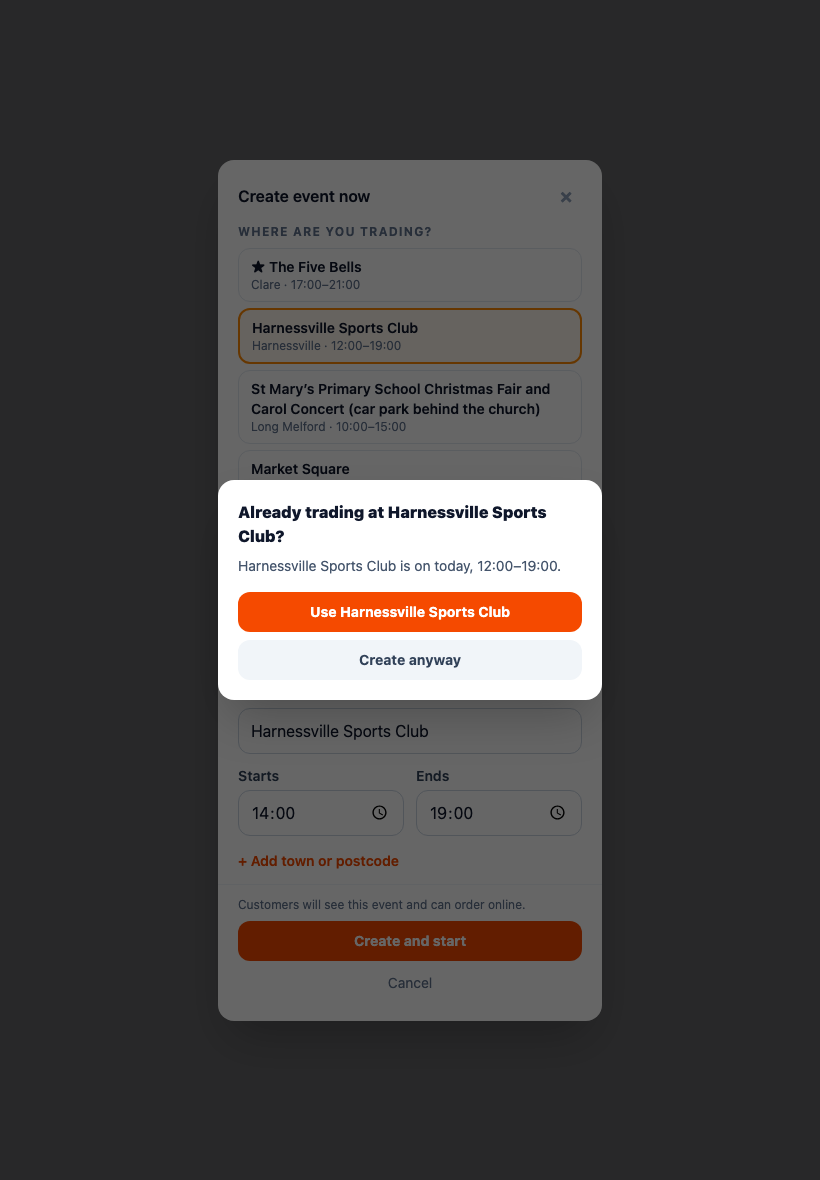 Create event now
WHERE ARE YOU TRADING?
★ The Five Bells
Clare · 17:00–21:00
Harnessville Sports Club
Harnessville · 12:00–19:00
St Mary’s Primary School Christmas Fair and
Carol Concert (car park behind the church)
Long Melford · 10:00–15:00
Market Square
Already trading at Harnessville Sports
Club?
Harnessville Sports Club is on today, 12:00–19:00.
Use Harnessville Sports Club
Create anyway
Harnessville Sports Club
Starts Ends
14:00 19:00
+ Add town or postcode
Customers will see this event and can order online.
Create and start
Cancel